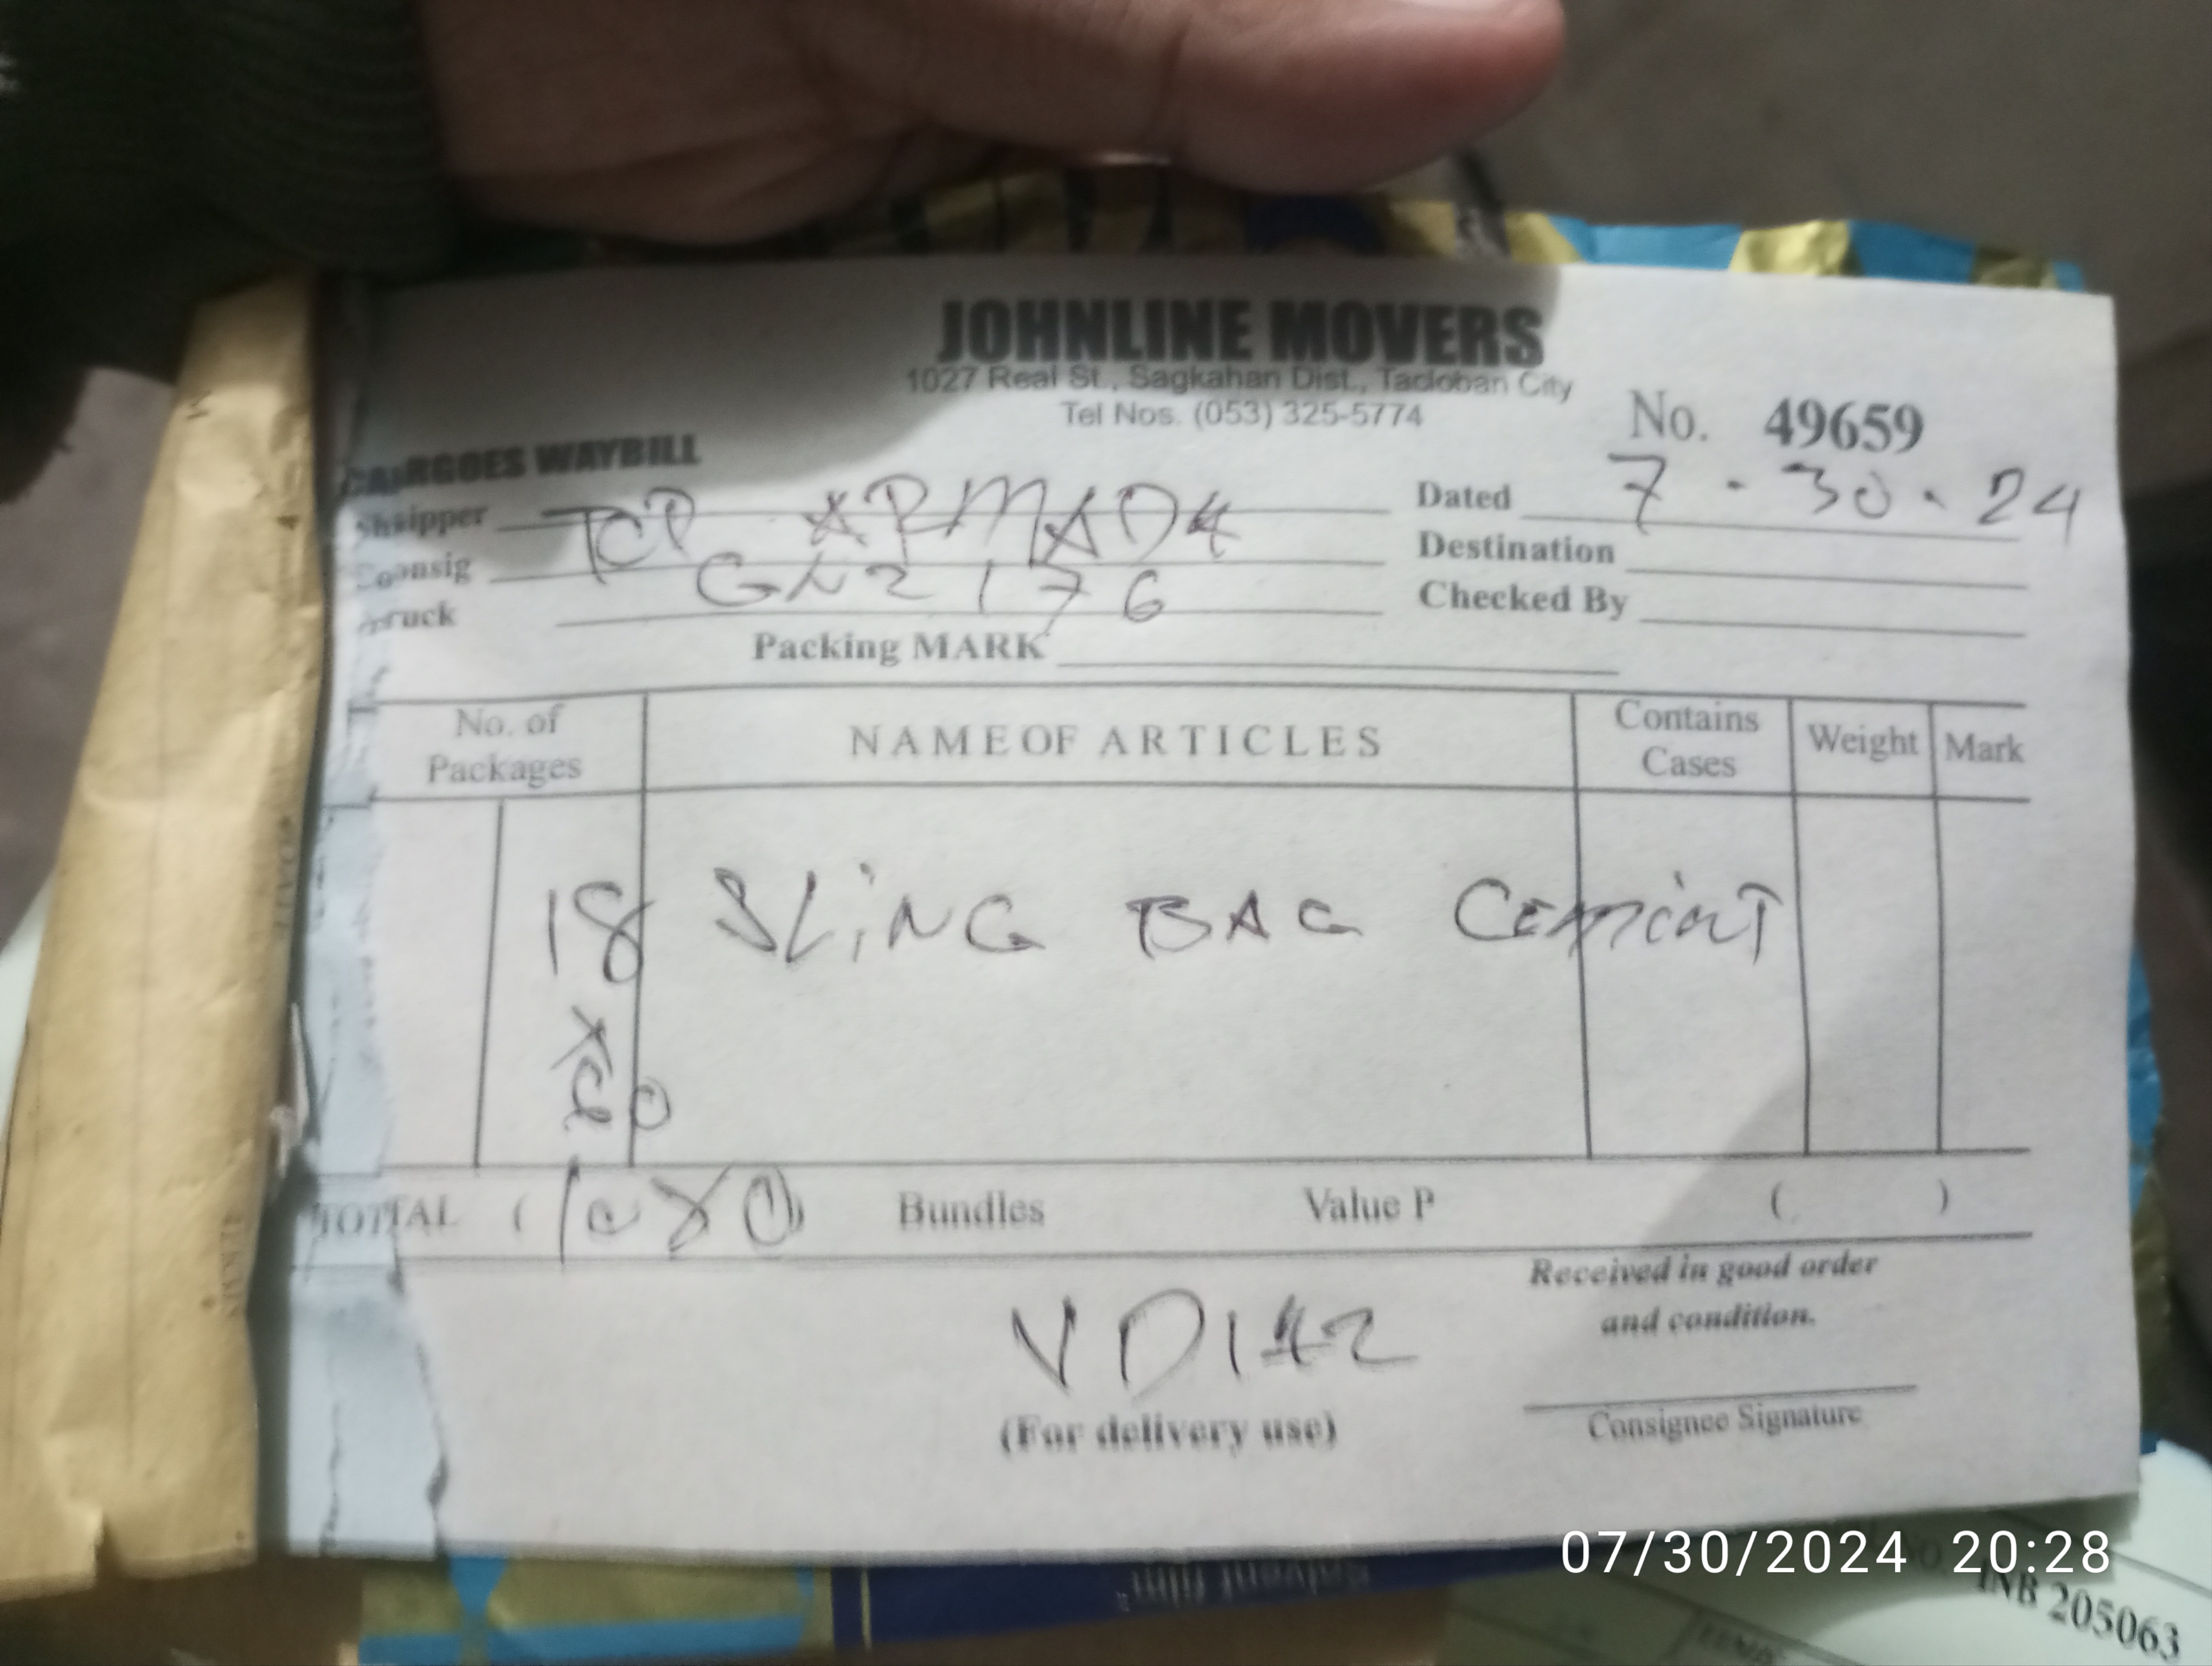 JOHNLINE MOVERS
1027 Real St., Sagkahan Dist., Tacloban City
Tel Nos. (053) 325-5774
No. 49659
CARGOES WAYBILL
Shipper TCP ARMADA
Dated 7-30-24
Consig GN2176
Destination
Truck
Checked By
Packing MARK
No. of Packages
NAME OF ARTICLES
Contains Cases
Weight
Mark
18 SLiNG BAG CEMENT
TOTAL ( ) Bundles Value P ( )
Received in good order
and condition.
(For delivery use)
Consignee Signature
07/30/2024 20:28
INB 205063